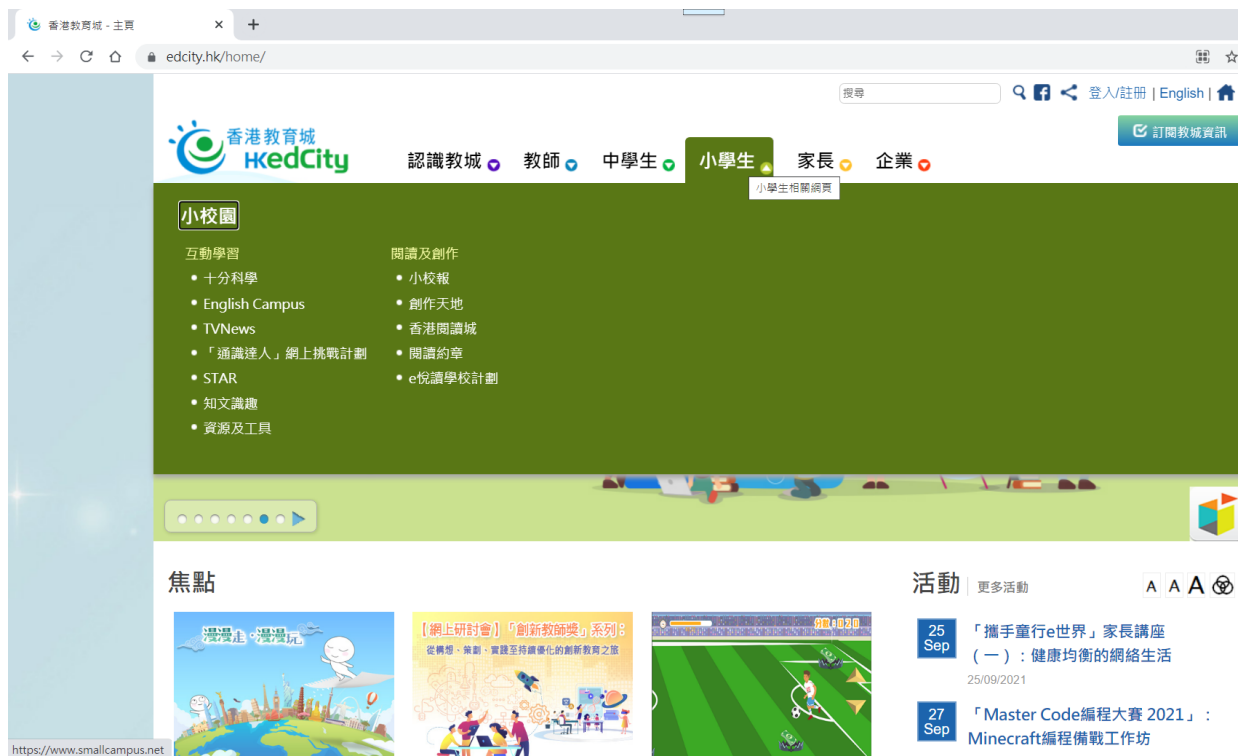 香港教育城 - 主頁
edcity.hk/home/
搜尋
登入/註冊 | English |
訂閱教城資訊
香港教育城
HKedCity
認識教城 教師 中學生 小學生 家長 企業
小學生相關網頁
小校園
互動學習
• 十分科學
• English Campus
• TVNews
• 「通識達人」網上挑戰計劃
• STAR
• 知文識趣
• 資源及工具
閱讀及創作
• 小校報
• 創作天地
• 香港閱讀城
• 閱讀約章
• e悅讀學校計劃
焦點
漫漫走·漫漫玩
【網上研討會】「創新教師獎」系列：
從構想、策劃、實踐至持續優化的創新教育之旅
分數:020
活動 更多活動
A A A
25
Sep
「攜手童行e世界」家長講座
（一）：健康均衡的網絡生活
25/09/2021
27
Sep
「Master Code編程大賽 2021」：
Minecraft編程備戰工作坊
https://www.smallcampus.net